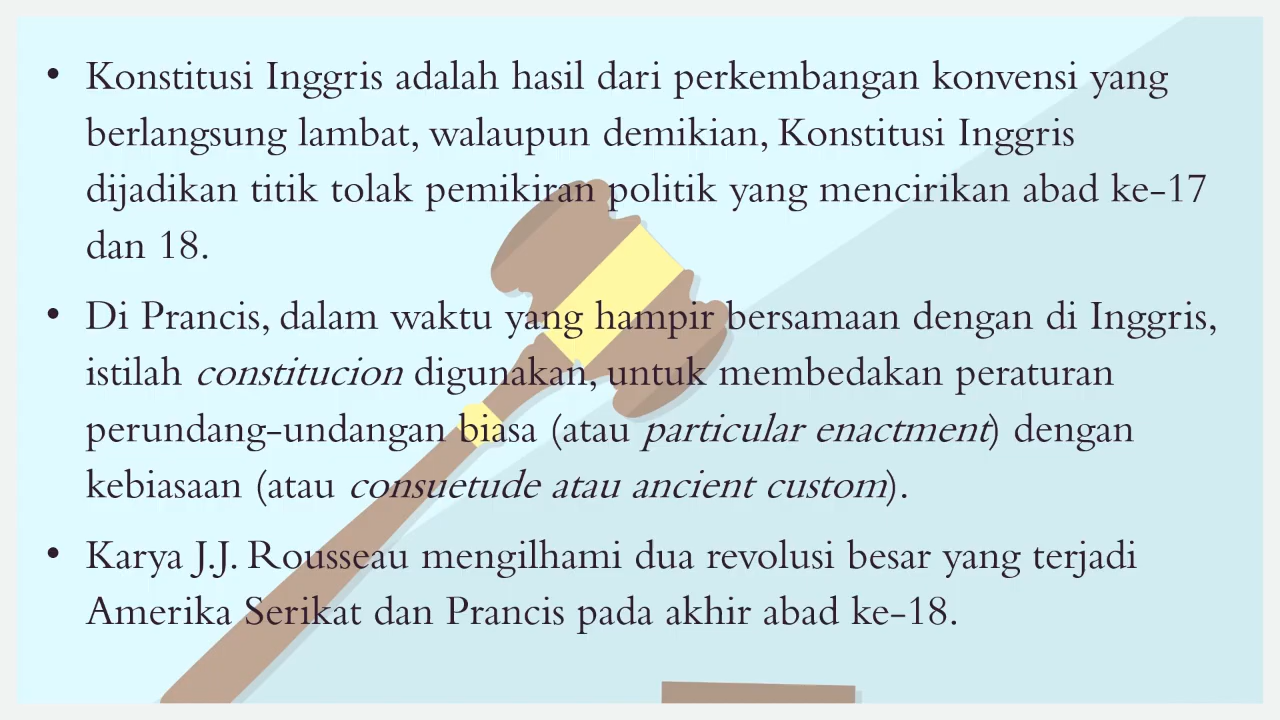 • Konstitusi Inggris adalah hasil dari perkembangan konvensi yang
berlangsung lambat, walaupun demikian, Konstitusi Inggris
dijadikan titik tolak pemikiran politik yang mencirikan abad ke-17
dan 18.
• Di Prancis, dalam waktu yang hampir bersamaan dengan di Inggris,
istilah constitucion digunakan, untuk membedakan peraturan
perundang-undangan biasa (atau particular enactment) dengan
kebiasaan (atau consuetude atau ancient custom).
• Karya J.J. Rousseau mengilhami dua revolusi besar yang terjadi
Amerika Serikat dan Prancis pada akhir abad ke-18.